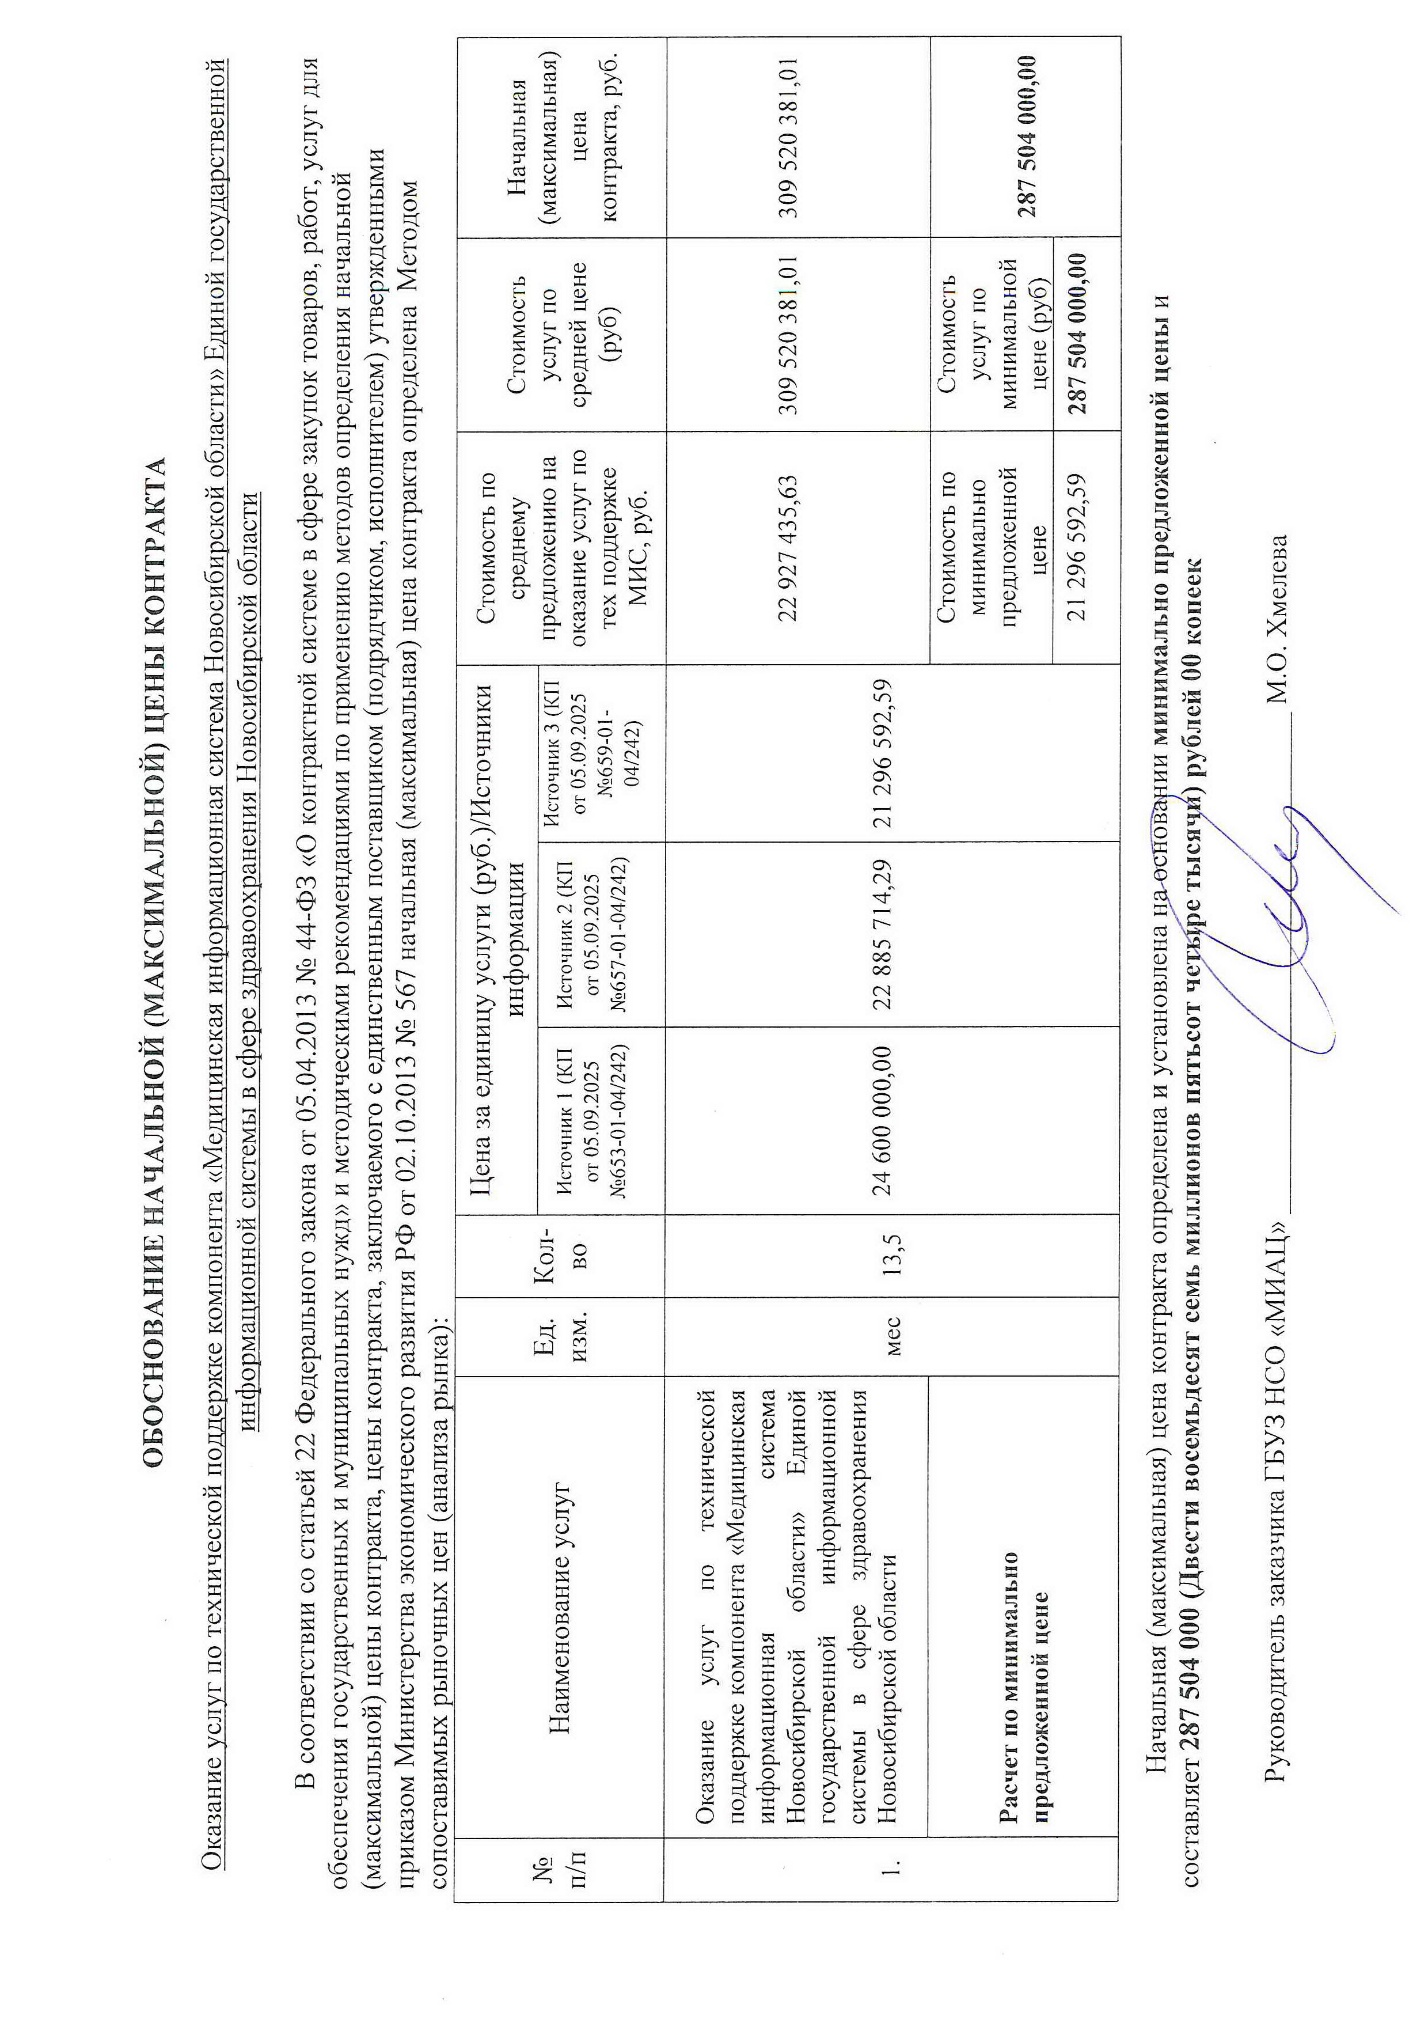 ОБОСНОВАНИЕ НАЧАЛЬНОЙ (МАКСИМАЛЬНОЙ) ЦЕНЫ КОНТРАКТА
Оказание услуг по технической поддержке компонента «Медицинская информационная система Новосибирской области» Единой государственной
информационной системы в сфере здравоохранения Новосибирской области
В соответствии со статьей 22 Федерального закона от 05.04.2013 № 44-ФЗ «О контрактной системе в сфере закупок товаров, работ, услуг для
обеспечения государственных и муниципальных нужд» и методическими рекомендациями по применению методов определения начальной
(максимальной) цены контракта, цены контракта, заключаемого с единственным поставщиком (подрядчиком, исполнителем) утвержденными
приказом Министерства экономического развития РФ от 02.10.2013 № 567 начальная (максимальная) цена контракта определена Методом
сопоставимых рыночных цен (анализа рынка):
№
п/п
Наименование услуг
Ед.
изм.
Кол-
во
Цена за единицу услуги (руб.)/Источники
информации
Источник 1 (КП
от 05.09.2025
№653-01-04/242)
Источник 2 (КП
от 05.09.2025
№657-01-04/242)
Источник 3 (КП
от 05.09.2025
№659-01-
04/242)
Стоимость по
среднему
предложению на
оказание услуг по
тех поддержке
МИС, руб.
Стоимость
услуг по
средней цене
(руб)
Начальная
(максимальная)
цена
контракта, руб.
1.
Оказание услуг по технической
поддержке компонента «Медицинская
информационная система
Новосибирской области» Единой
государственной информационной
системы в сфере здравоохранения
Новосибирской области
мес
13,5
24 600 000,00
22 885 714,29
21 296 592,59
22 927 435,63
309 520 381,01
309 520 381,01
Расчет по минимально
предложенной цене
Стоимость по
минимально
предложенной
цене
Стоимость
услуг по
минимальной
цене (руб)
287 504 000,00
21 296 592,59
287 504 000,00
Начальная (максимальная) цена контракта определена и установлена на основании минимально предложенной цены и
составляет 287 504 000 (Двести восемьдесят семь миллионов пятьсот четыре тысячи) рублей 00 копеек
Руководитель заказчика ГБУЗ НСО «МИАЦ» М.О. Хмелева